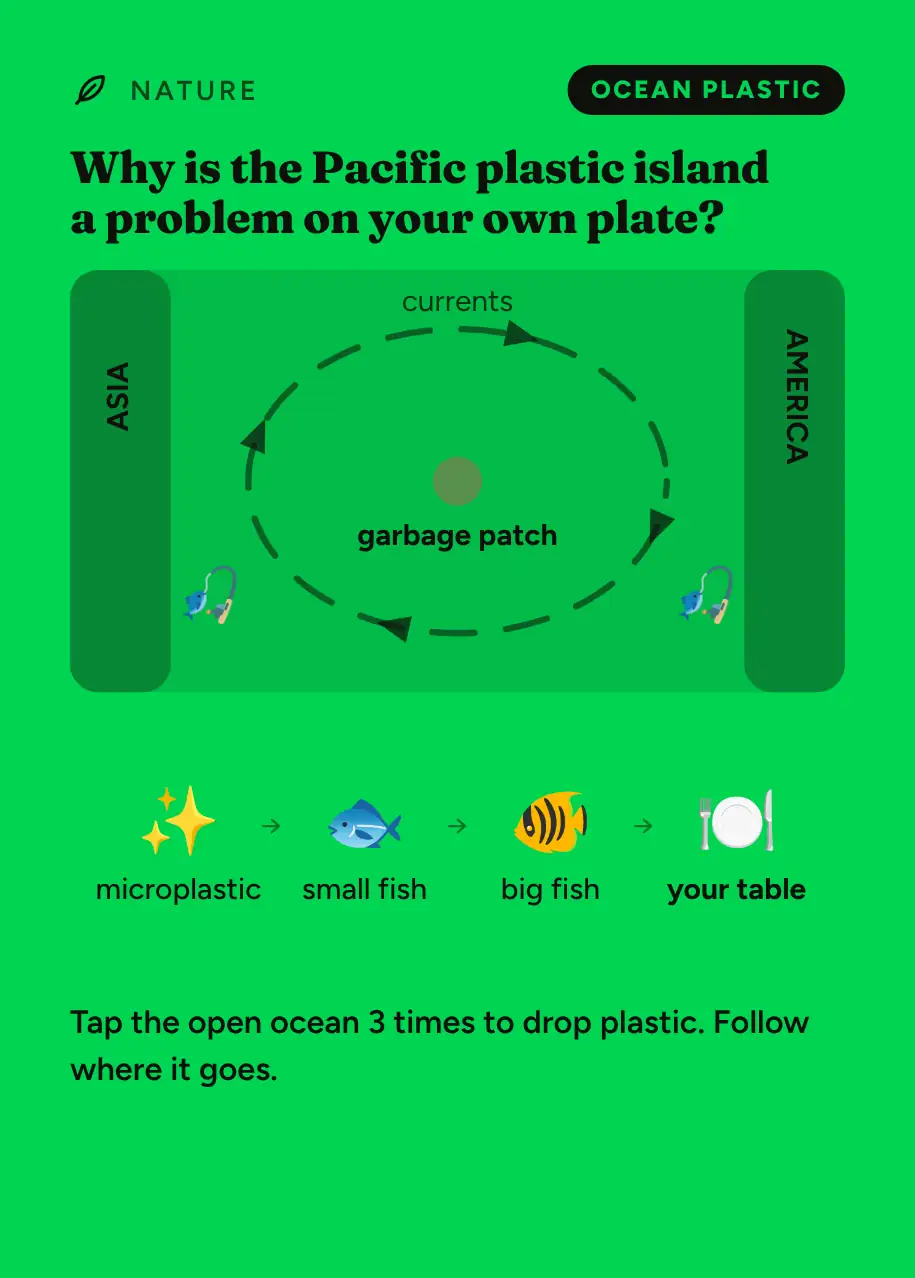 NATURE
OCEAN PLASTIC
Why is the Pacific plastic island
a problem on your own plate?
currents
ASIA
AMERICA
garbage patch
microplastic
small fish
big fish
your table
Tap the open ocean 3 times to drop plastic. Follow
where it goes.